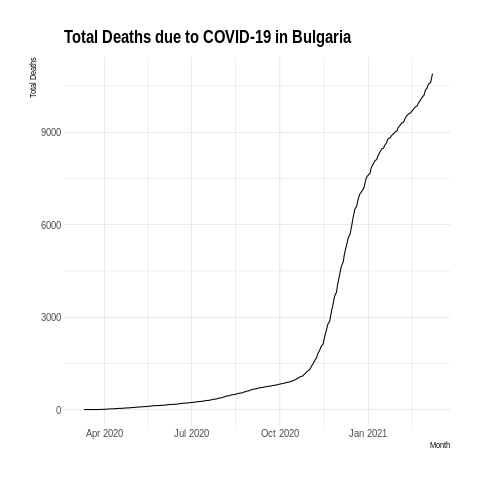 Total Deaths due to COVID-19 in Bulgaria
Total Deaths
9000
6000
3000
0
Apr 2020 Jul 2020 Oct 2020 Jan 2021
Month